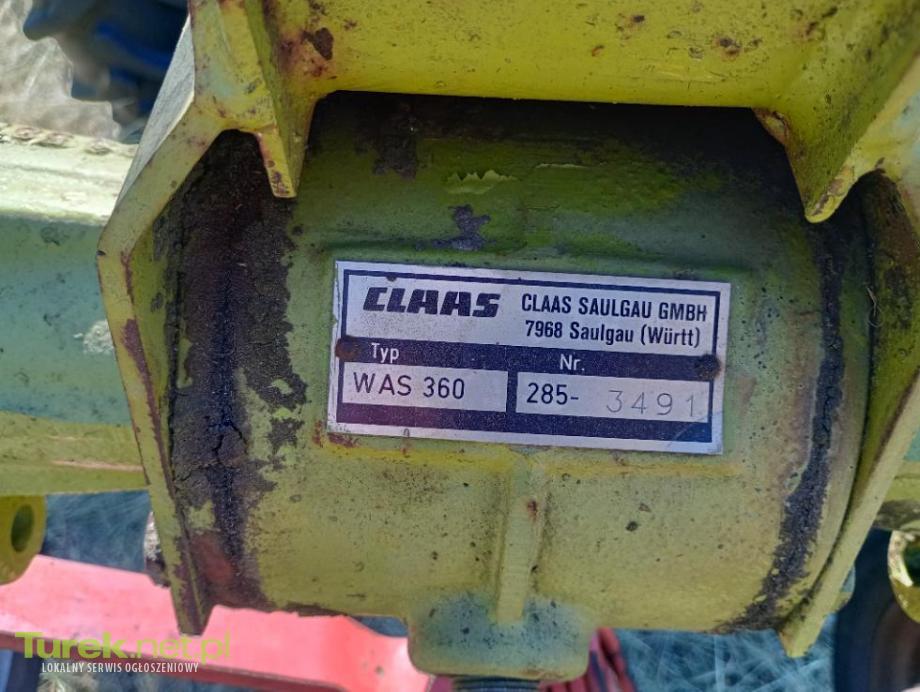 CLAAS CLAAS SAULGAU GMBH
7968 Saulgau (Württ)
Typ Nr.
WAS 360 285- 3491
Turek.net.pl
LOKALNY SERWIS OGŁOSZENIOWY